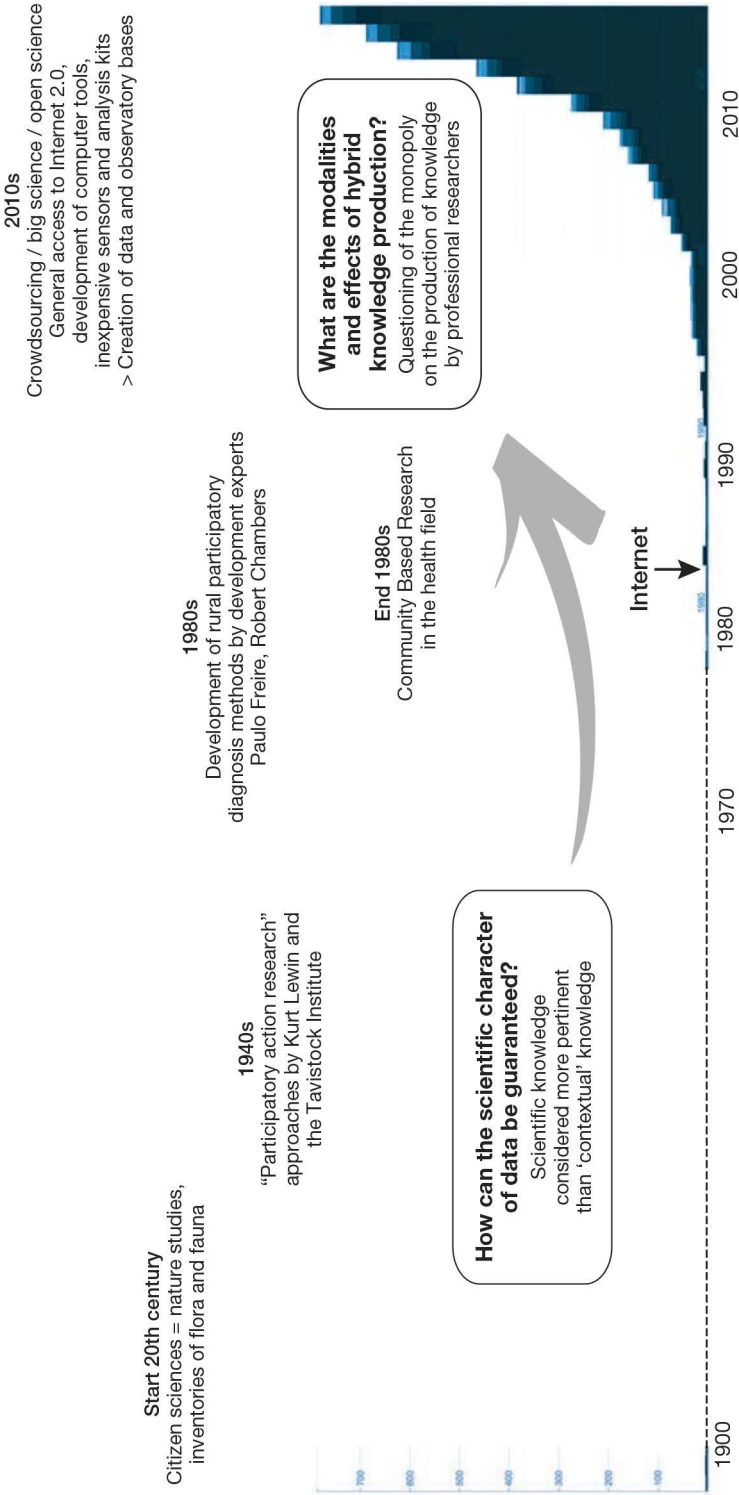 Start 20th century
Citizen sciences = nature studies,
inventories of flora and fauna
1940s
“Participatory action research”
approaches by Kurt Lewin and
the Tavistock Institute
1980s
Development of rural participatory
diagnosis methods by development experts
Paulo Freire, Robert Chambers
End 1980s
Community Based Research
in the health field
2010s
Crowdsourcing / big science / open science
General access to Internet 2.0,
development of computer tools,
inexpensive sensors and analysis kits
> Creation of data and observatory bases
How can the scientific character
of data be guaranteed?
Scientific knowledge
considered more pertinent
than ‘contextual’ knowledge
What are the modalities
and effects of hybrid
knowledge production?
Questioning of the monopoly
on the production of knowledge
by professional researchers
Internet
700
600
500
400
300
200
100
1980
1990
1900
1970
1980
1990
2000
2010